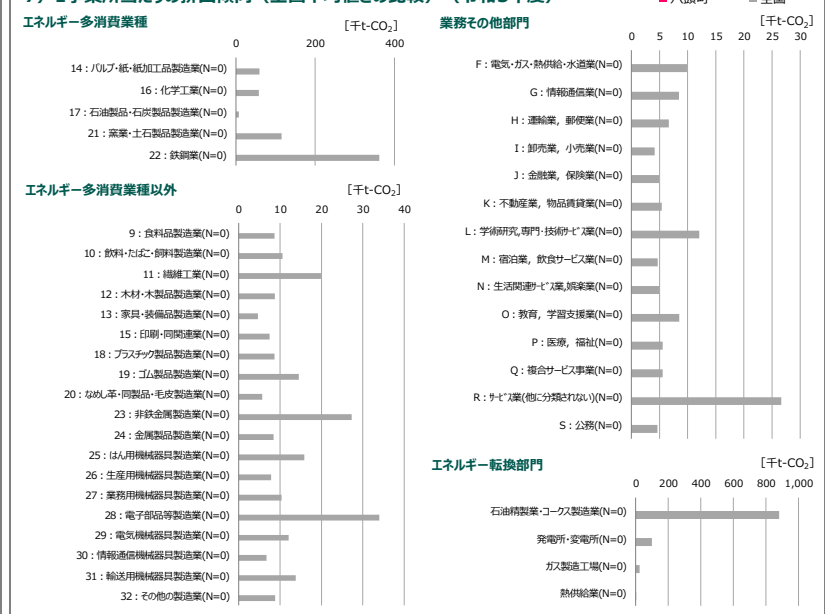 エネルギー多消費業種
[千t-CO₂]
0 200 400
14：パルプ・紙・紙加工品製造業(N=0)
16：化学工業(N=0)
17：石油製品・石炭製品製造業(N=0)
21：窯業・土石製品製造業(N=0)
22：鉄鋼業(N=0)
エネルギー多消費業種以外
[千t-CO₂]
0 10 20 30 40
9：食料品製造業(N=0)
10：飲料・たばこ・飼料製造業(N=0)
11：繊維工業(N=0)
12：木材・木製品製造業(N=0)
13：家具・装備品製造業(N=0)
15：印刷・同関連業(N=0)
18：プラスチック製品製造業(N=0)
19：ゴム製品製造業(N=0)
20：なめし革・同製品・毛皮製造業(N=0)
23：非鉄金属製造業(N=0)
24：金属製品製造業(N=0)
25：はん用機械器具製造業(N=0)
26：生産用機械器具製造業(N=0)
27：業務用機械器具製造業(N=0)
28：電子部品等製造業(N=0)
29：電気機械器具製造業(N=0)
30：情報通信機械器具製造業(N=0)
31：輸送用機械器具製造業(N=0)
32：その他の製造業(N=0)
業務その他部門
[千t-CO₂]
0 5 10 15 20 25 30
F：電気・ガス・熱供給・水道業(N=0)
G：情報通信業(N=0)
H：運輸業，郵便業(N=0)
I：卸売業，小売業(N=0)
J：金融業，保険業(N=0)
K：不動産業，物品賃貸業(N=0)
L：学術研究,専門・技術ｻｰﾋﾞｽ業(N=0)
M：宿泊業，飲食サービス業(N=0)
N：生活関連ｻｰﾋﾞｽ業,娯楽業(N=0)
O：教育，学習支援業(N=0)
P：医療，福祉(N=0)
Q：複合サービス事業(N=0)
R：ｻｰﾋﾞｽ業(他に分類されない)(N=0)
S：公務(N=0)
エネルギー転換部門
[千t-CO₂]
0 200 400 600 800 1,000
石油精製業・コークス製造業(N=0)
発電所・変電所(N=0)
ガス製造工場(N=0)
熱供給業(N=0)